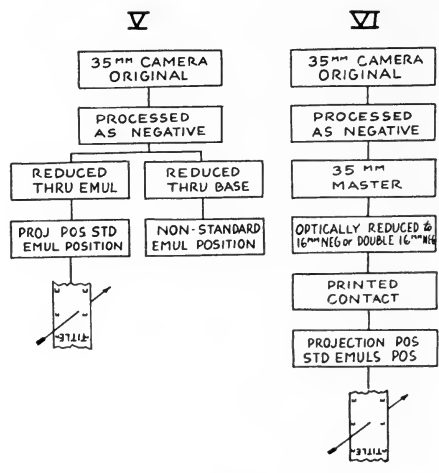 V
35MM CAMERA
ORIGINAL
PROCESSED
AS NEGATIVE
REDUCED
THRU EMUL
REDUCED
THRU BASE
PROJ POS STD
EMUL POSITION
NON-STANDARD
EMUL POSITION
TITLE
VI
35MM CAMERA
ORIGINAL
PROCESSED
AS NEGATIVE
35 MM
MASTER
OPTICALLY REDUCED to
16MM NEG or DOUBLE 16MM NEG
PRINTED
CONTACT
PROJECTION POS
STD EMULS POS
TITLE